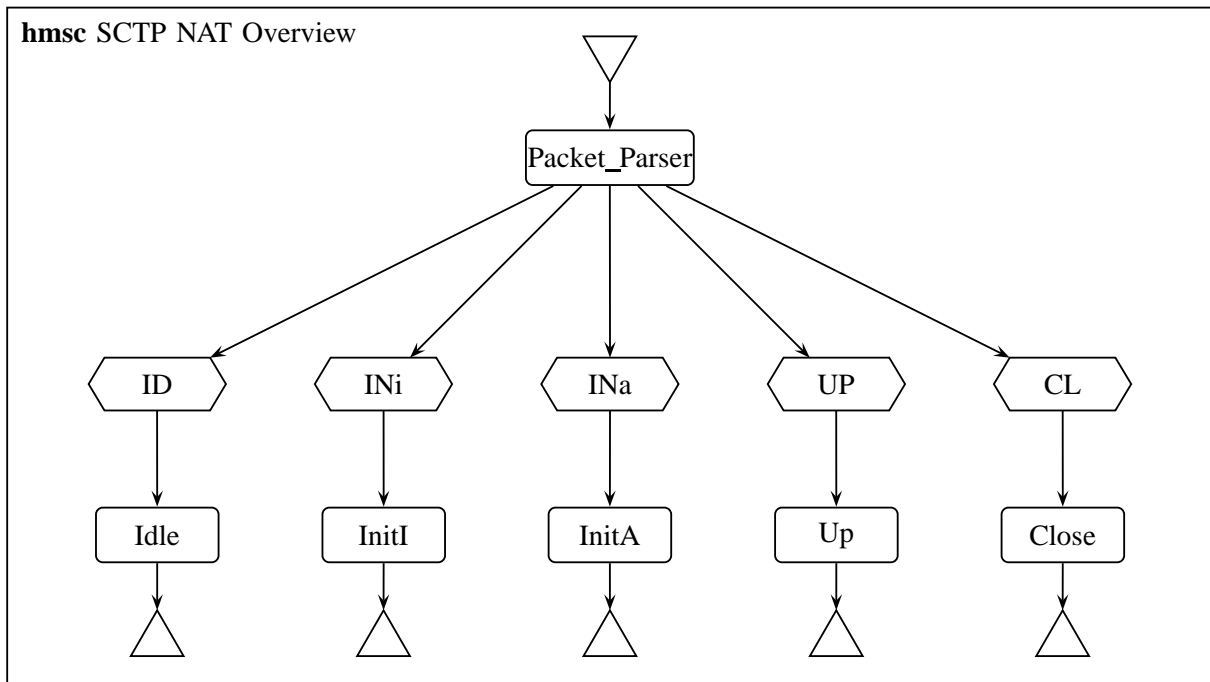 hmsc SCTP NAT Overview
Packet_Parser
ID INi INa UP CL
Idle InitI InitA Up Close